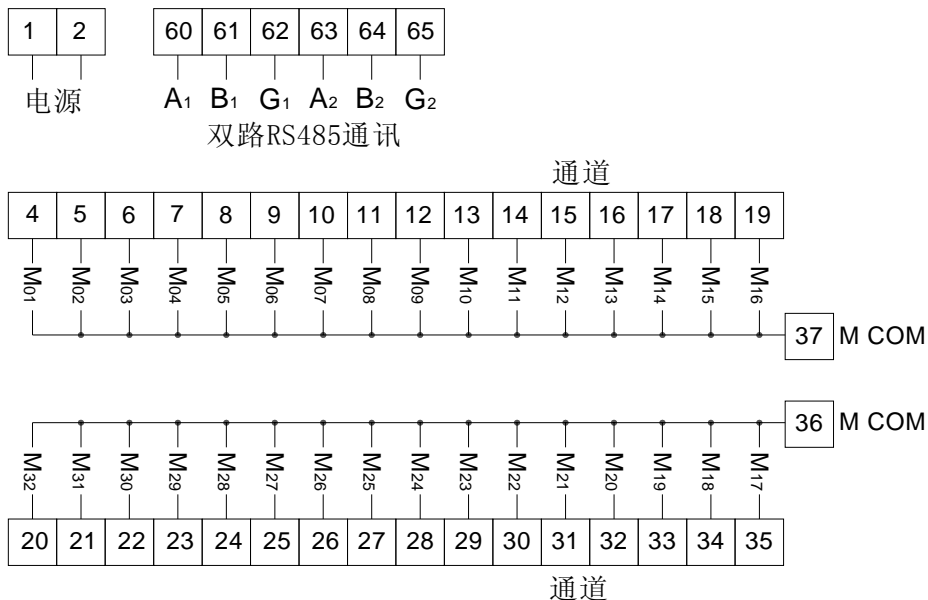 1 2 60 61 62 63 64 65
电源 A1 B1 G1 A2 B2 G2
双路RS485通讯
通道
4 5 6 7 8 9 10 11 12 13 14 15 16 17 18 19
M01 M02 M03 M04 M05 M06 M07 M08 M09 M10 M11 M12 M13 M14 M15 M16
37 M COM
36 M COM
M32 M31 M30 M29 M28 M27 M26 M25 M24 M23 M22 M21 M20 M19 M18 M17
20 21 22 23 24 25 26 27 28 29 30 31 32 33 34 35
通道